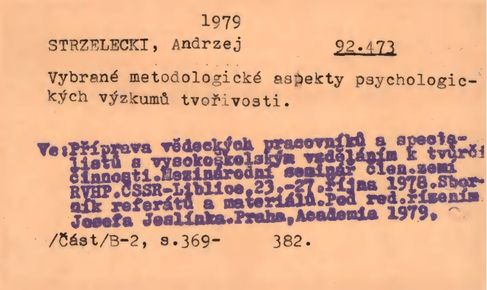 1979
STRZELECKI, Andrzej 92.473
Vybrané metodologické aspekty psychologic-
kých výzkumů tvořivosti.
Ve:Příprava vědeckých pracovníků a specia-
listů s vysokoškolským vzděláním k tvůrčí
činnosti.Mezinárodní seminář člen.zemí
RVHP.ČSSR-Liblice,23.-27.října 1978.Sbor-
ník referátů a materiálů.Pod red.řízením
Josefa Jeslínka.Praha,Academia 1979,
/Část/B-2, s.369- 382.